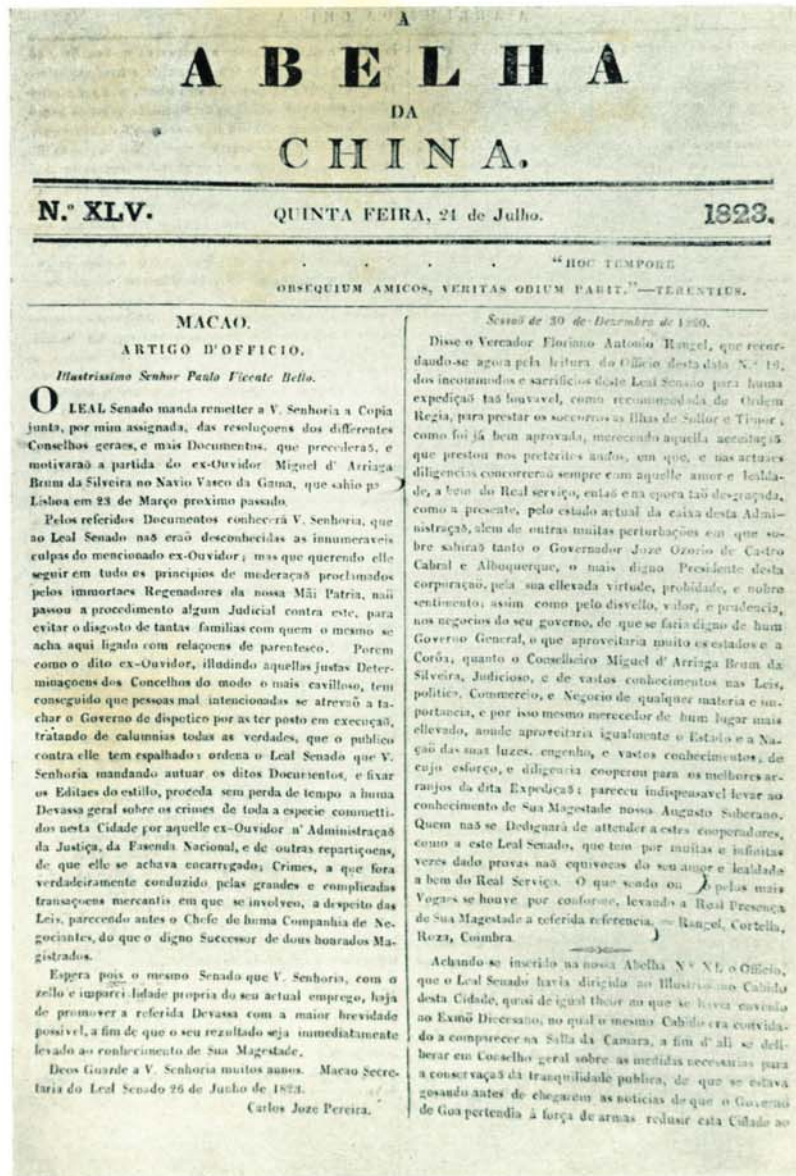 A
ABELHA
DA
CHINA.
N.º XLV.
QUINTA FEIRA, 24 de Julho.
1823.
"HOC TEMPORE
OBSEQUIUM AMICOS, VERITAS ODIUM PARIT."—TERENTIUS.
MACAO.
ARTIGO D'OFFICIO.
Illustrissimo Senhor Paulo Vicente Bello.
O LEAL Senado manda remetter a V. Senhoria a Copia
junta, por mim assignada, das resoluçoens dos differentes
Conselhos geraes, e mais Documentos, que precederaõ, e
motivaraõ a partida do ex-Ouvidor Miguel d' Arriaga
Brum da Silveira no Navio Vasco da Gama, que sahio pa
Lisboa em 23 de Março proximo passado.
Pelos referidos Documentos conhecerá V. Senhoria, que
ao Leal Senado naõ eraõ desconhecidas as innumeraveis
culpas do mencionado ex-Ouvidor; mas que querendo elle
seguir em tudo os principios de moderaçaõ proclamados
pelos immortaes Regenadores da nossa Mãi Patria, naõ
passou a procedimento algum Judicial contra este, para
evitar o disgosto de tantas familias com quem o mesmo se
acha aqui ligado com relaçoens de parentesco. Porem
como o dito ex-Ouvidor, illudindo aquellas justas Deter-
minaçoens dos Concelhos do modo o mais cavilloso, tem
conseguido que pessoas mal intencionadas se atrevaõ a ta-
char o Governo de dispotico por as ter posto em execuçaõ,
tratando de calumnias todas as verdades, que o publico
contra elle tem espalhado: ordena o Leal Senado que V.
Senhoria mandando autuar os ditos Documentos, e fixar
os Editaes do estillo, proceda sem perda de tempo a huma
Devassa geral sobre os crimes de toda a especie commetti-
dos nesta Cidade por aquelle ex-Ouvidor n' Administraçaõ
da Justiça, da Fasenda Nacional, e de outras repartiçoens,
de que elle se achava encarregado; Crimes, a que fora
verdadeiramente conduzido pelas grandes e complicadas
transaçoens mercantis em que se involveo, a despeito das
Leis, parecendo antes o Chefe de huma Companhia de Ne-
gociantes, do que o digno Successor de dous honrados Ma-
gistrados.
Espera pois o mesmo Senado que V. Senhoria, com o
zello e imparci lidade propria do seu actual emprego, haja
de promover a referida Devassa com a maior brevidade
possivel, a fim de que o seu rezultado seja immediatamente
levado ao conhecimento de Sua Magestade.
Deos Guarde a V. Senhoria muitos annos. Macao Secre-
taria do Leal Senado 26 de Junho de 1823.
Carlos Joze Pereira.
Sessaõ de 30 de Dezembro de 1820.
Disse o Vereador Floriano Antonio Rangel, que recor-
dando-se agora pela leitura do Officio desta data N.º 16,
dos incommodos e sacrificios deste Leal Senado para huma
expediçaõ taõ louvavel, como recommendada de Ordem
Regia, para prestar os soccorros as Ilhas de Sollor e Timor,
como foi já bem aprovada, merecendo aquella aceitaçaõ
que prestou nos preteritos annos, em que, e nas actuaes
diligencias concorreraõ sempre com aquelle amor e lealda-
de, a bem do Real serviço, entaõ e na epoca taõ desgraçada,
como a presente, pelo estado actual da caixa desta Admi-
nistraçaõ, alem de outras muitas perturbações em que so-
bre sahiraõ tanto o Governador Joze Ozorio de Castro
Cabral e Albuquerque, o mais digno Presidente desta
corporaçaõ, pela sua ellevada virtude, probidade, e nobre
sentimento; assim como pelo disvello, valor, e prudencia,
nos negocios do seu governo, de que se faria digno de hum
Governo General, o que aproveitaria muito os estados e a
Corôa, quanto o Conselheiro Miguel d' Arriaga Brum da
Silveira, Judicioso, e de vastos conhecimentos nas Leis,
politica, Commercio, e Negocio de qualquer materia e im-
portancia, e por isso mesmo merecedor de hum lugar mais
ellevado, aonde aproveitaria igualmente o Estado e a Na-
çaõ das suas luzes, engenho, e vastos conhecimentos, de
cujo esforço, e diligencia cooperou para os melhores ar-
ranjos da dita Expediçaõ; pareceu indispensavel levar ao
conhecimento de Sua Magestade nosso Augusto Soberano,
Quem naõ se Dedignará de attender a estes cooperadores,
como a este Leal Senado, que tem por muitas e infinitas
vezes dado provas naõ equivocas do seu amor e lealdade
a bem do Real Serviço. O que sendo ou pelos mais
Vogaes se houve por conforme, levando a Real Presença
de Sua Magestade a referida referencia. — Rangel, Cortella,
Roza, Coimbra.
Achando-se inserido na nossa Abelha N.º XL o Officio,
que o Leal Senado havia dirigido ao Illustrissimo Cabido
desta Cidade, quasi de igual theor ao que se havia enviado
ao Exmõ Diecesano, no qual o mesmo Cabido era convida-
do a comparecer na Salla da Camara, a fim d' ali se deli-
berar em Conselho geral sobre as medidas necessarias para
a conservaçaõ da tranquilidade publica, de que se estava
gosando antes de chegarem as noticias de que o Governo
de Goa pertendia á força de armas redusir esta Cidade ao